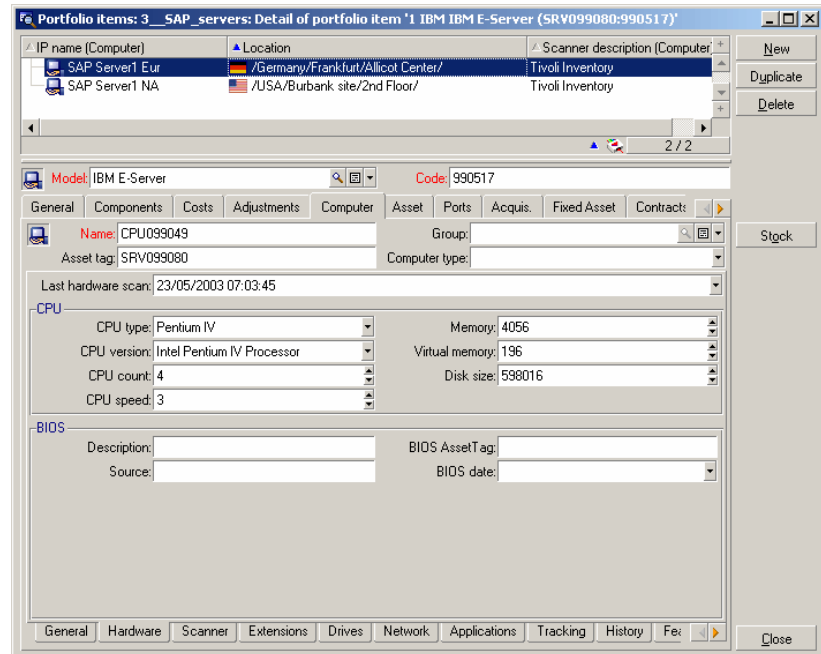 Portfolio items: 3__SAP_servers: Detail of portfolio item '1 IBM IBM E-Server (SRV099080:990517)'
IP name (Computer) Location Scanner description (Computer)
SAP Server1 Eur /Germany/Frankfurt/Allicot Center/ Tivoli Inventory
SAP Server1 NA /USA/Burbank site/2nd Floor/ Tivoli Inventory
2 / 2
New
Duplicate
Delete
Model: IBM E-Server Code: 990517
General Components Costs Adjustments Computer Asset Ports Acquis. Fixed Asset Contracts
Name: CPU099049 Group:
Asset tag: SRV099080 Computer type:
Stock
Last hardware scan: 23/05/2003 07:03:45
CPU
CPU type: Pentium IV Memory: 4056
CPU version: Intel Pentium IV Processor Virtual memory: 196
CPU count: 4 Disk size: 598016
CPU speed: 3
BIOS
Description: BIOS AssetTag:
Source: BIOS date:
General Hardware Scanner Extensions Drives Network Applications Tracking History Fea
Close